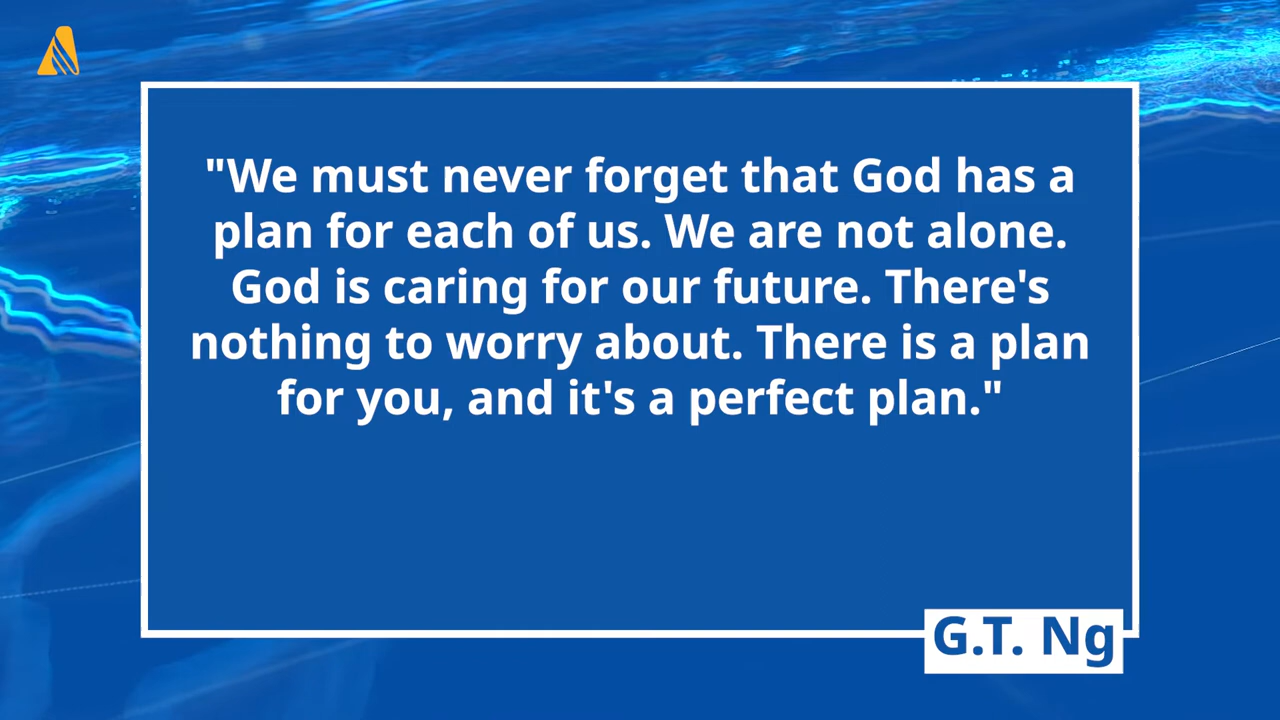 "We must never forget that God has a
plan for each of us. We are not alone.
God is caring for our future. There's
nothing to worry about. There is a plan
for you, and it's a perfect plan."
G.T. Ng